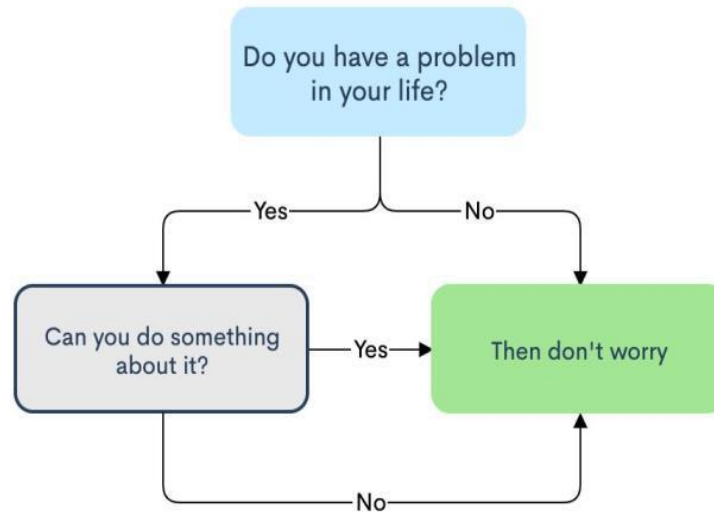 Do you have a problem
in your life?
Yes
No
Can you do something
about it?
Yes
Then don't worry
No